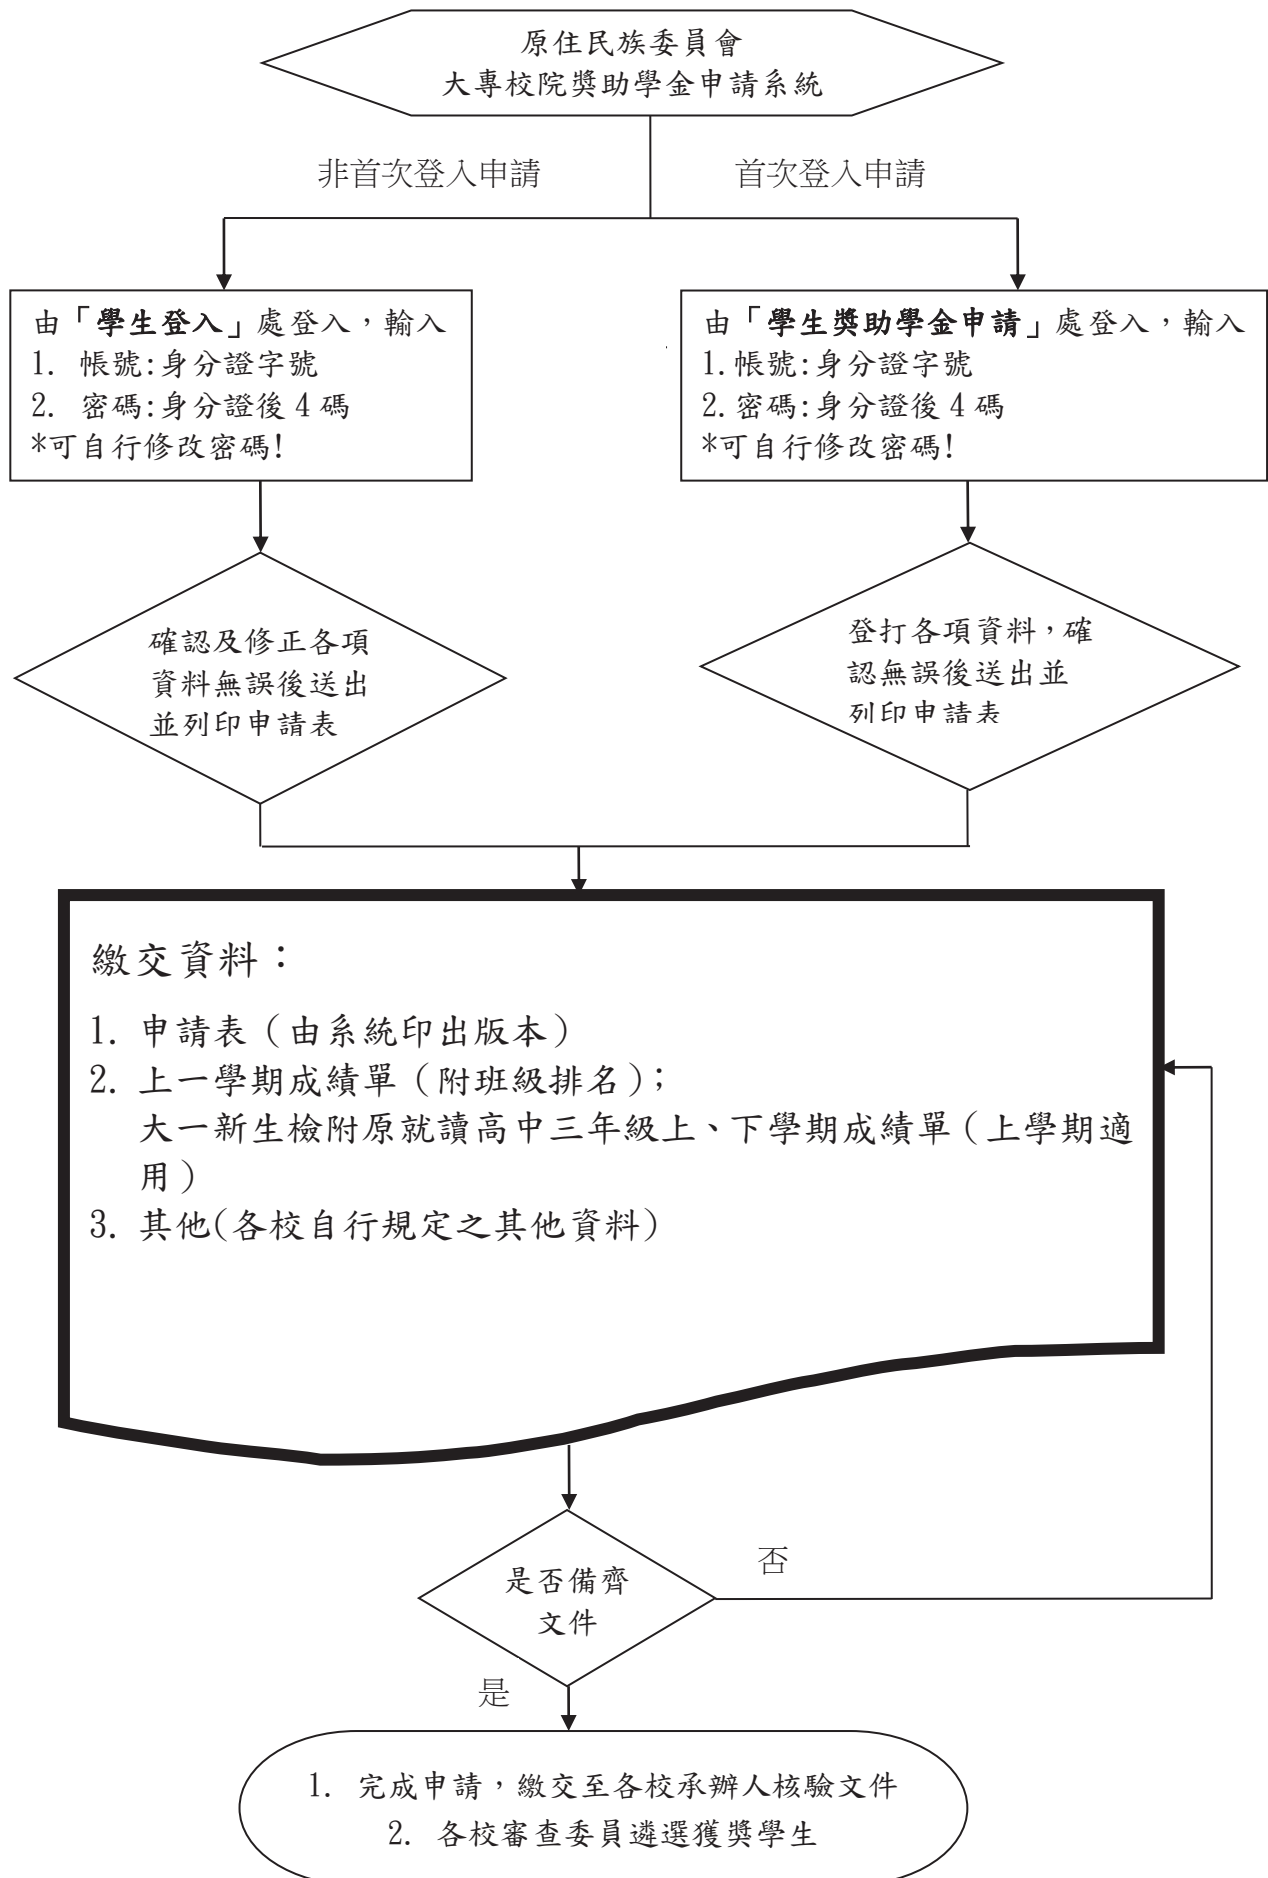 原住民族委員會
大專校院獎助學金申請系統
非首次登入申請
首次登入申請
由「學生登入」處登入，輸入
1. 帳號:身分證字號
2. 密碼:身分證後4碼
*可自行修改密碼!
由「學生獎助學金申請」處登入，輸入
1.帳號:身分證字號
2.密碼:身分證後4碼
*可自行修改密碼!
確認及修正各項
資料無誤後送出
並列印申請表
登打各項資料，確
認無誤後送出並
列印申請表
繳交資料：
1. 申請表（由系統印出版本）
2. 上一學期成績單（附班級排名）；
大一新生檢附原就讀高中三年級上、下學期成績單（上學期適
用）
3. 其他(各校自行規定之其他資料)
是否備齊
文件
否
是
1. 完成申請，繳交至各校承辦人核驗文件
2. 各校審查委員遴選獲獎學生